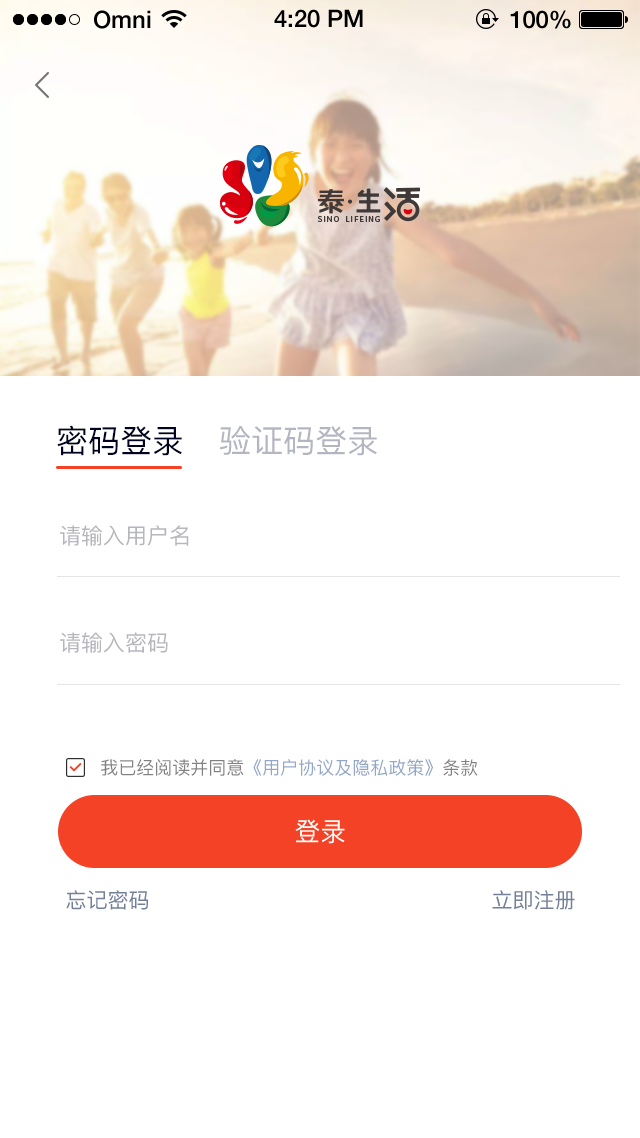 Omni 4:20 PM 100%
泰·生活
SINO LIFEING
密码登录 验证码登录
请输入用户名
请输入密码
我已经阅读并同意《用户协议及隐私政策》条款
登录
忘记密码 立即注册